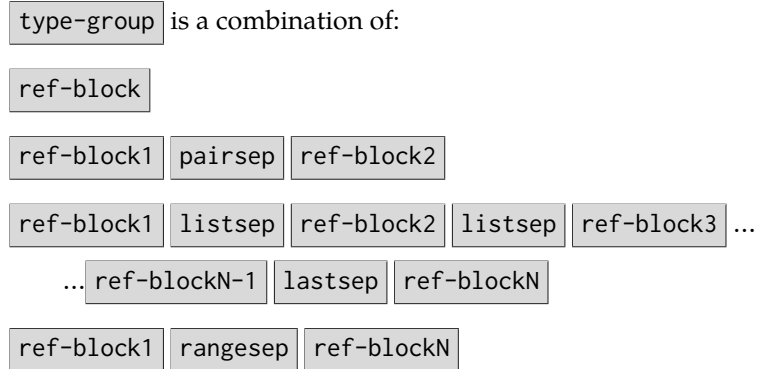 type-group is a combination of:
ref-block
ref-block1 pairsep ref-block2
ref-block1 listsep ref-block2 listsep ref-block3 …
… ref-blockN-1 lastsep ref-blockN
ref-block1 rangesep ref-blockN